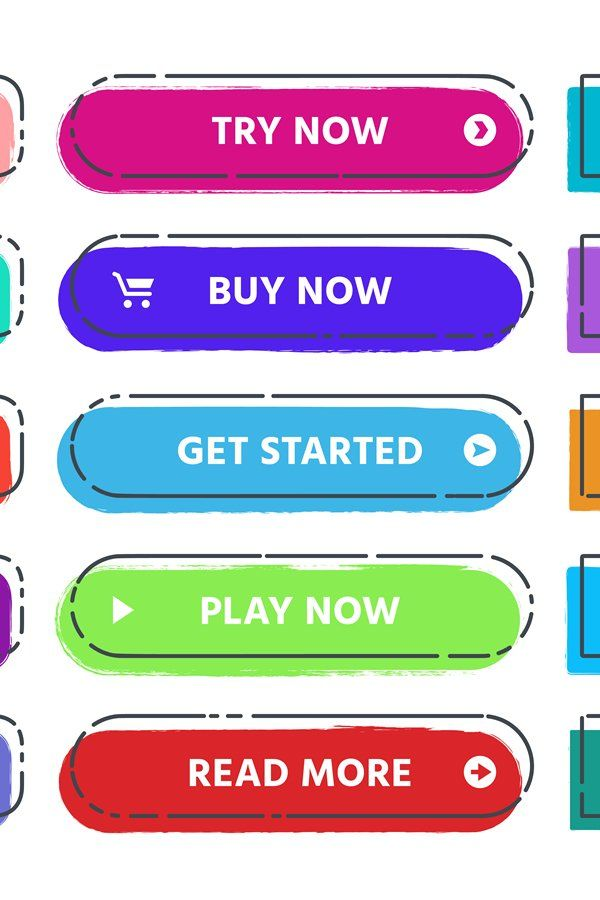 TRY NOW
BUY NOW
GET STARTED
PLAY NOW
READ MORE